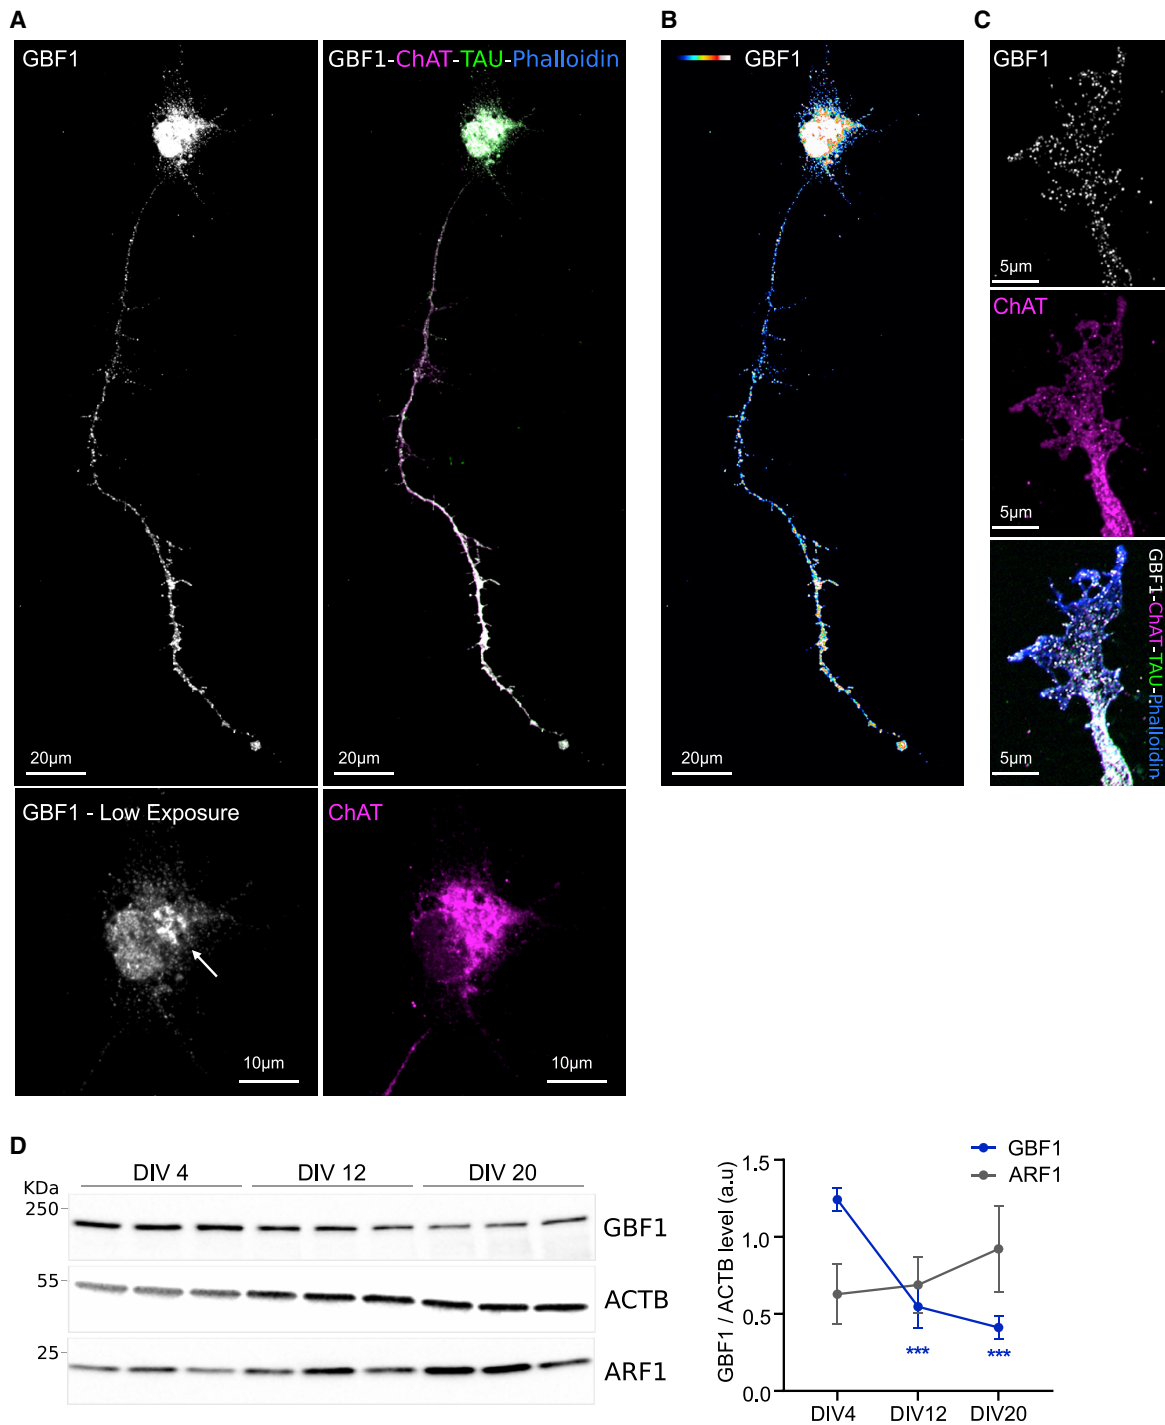 A
GBF1
GBF1-ChAT-TAU-Phalloidin
20µm
20µm
GBF1 - Low Exposure
ChAT
10µm
10µm
B
GBF1
20µm
C
GBF1
5µm
ChAT
5µm
GBF1-ChAT-TAU-Phalloidin
5µm
D
DIV 4 DIV 12 DIV 20
KDa
250
GBF1
55
ACTB
25
ARF1
GBF1
ARF1
GBF1 / ACTB level (a.u)
1.5
1.0
0.5
0.0
*** ***
DIV4 DIV12 DIV20